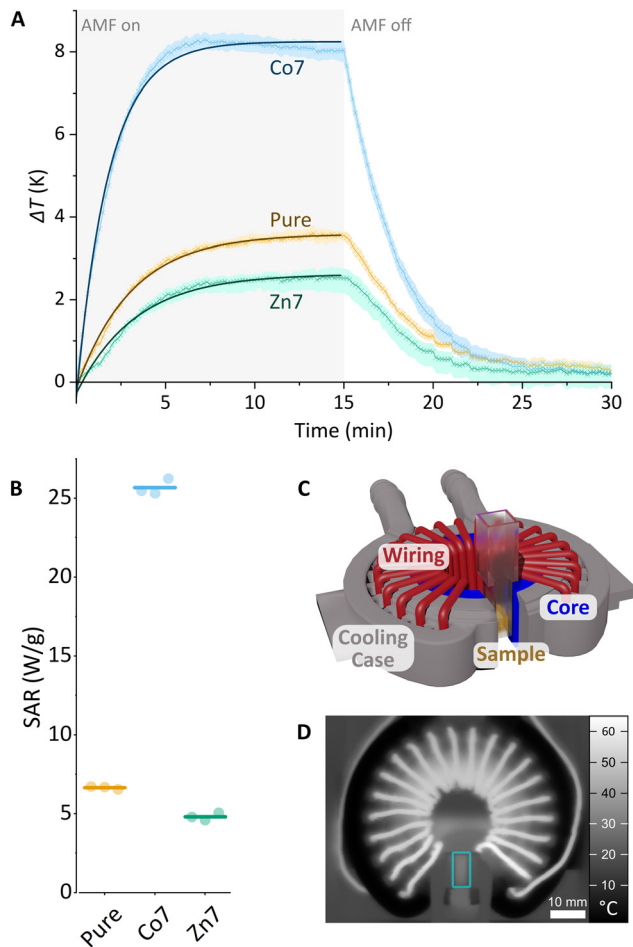 A
AMF on
AMF off
8
6
4
2
0
ΔT (K)
Co7
Pure
Zn7
5
10
15
20
25
30
Time (min)
B
25
20
15
10
5
0
SAR (W/g)
Pure
Co7
Zn7
C
Wiring
Core
Cooling
Case
Sample
D
60
50
40
30
20
10
°C
10 mm